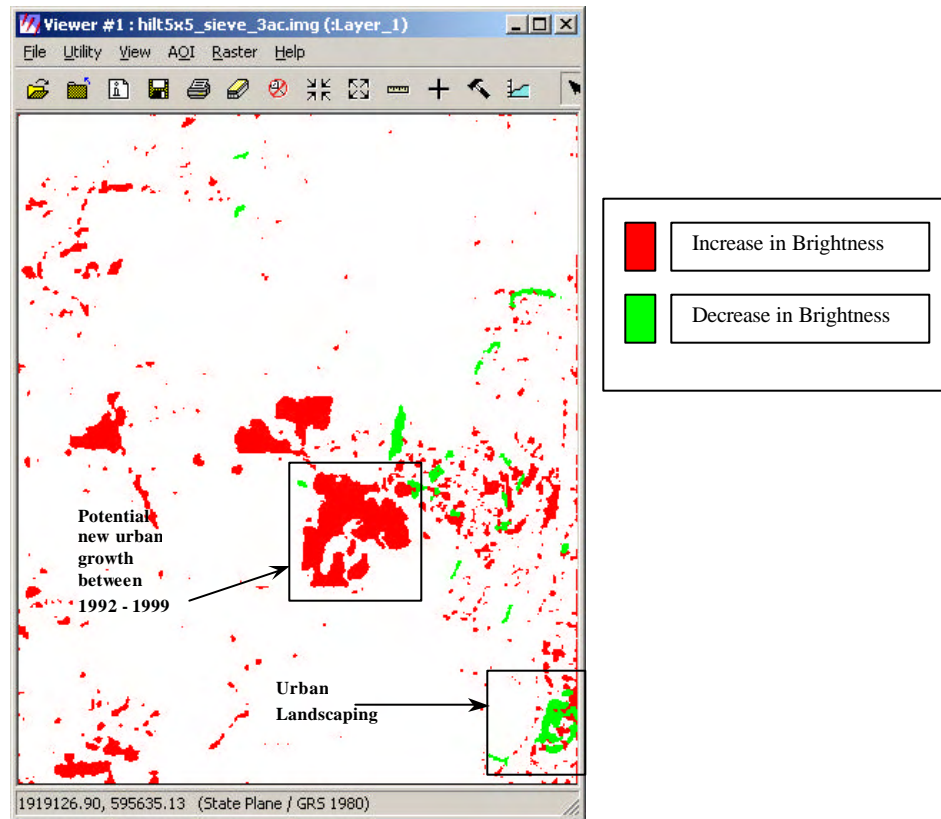 Viewer #1 : hilt5x5_sieve_3ac.img (:Layer_1)
File Utility View AOI Raster Help
Increase in Brightness
Decrease in Brightness
Potential
new urban
growth
between
1992 - 1999
Urban
Landscaping
1919126.90, 595635.13 (State Plane / GRS 1980)